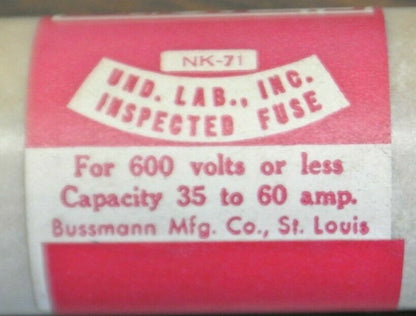 NK-71
UND. LAB., INC.
INSPECTED FUSE
For 600 volts or less
Capacity 35 to 60 amp.
Bussmann Mfg. Co., St. Louis